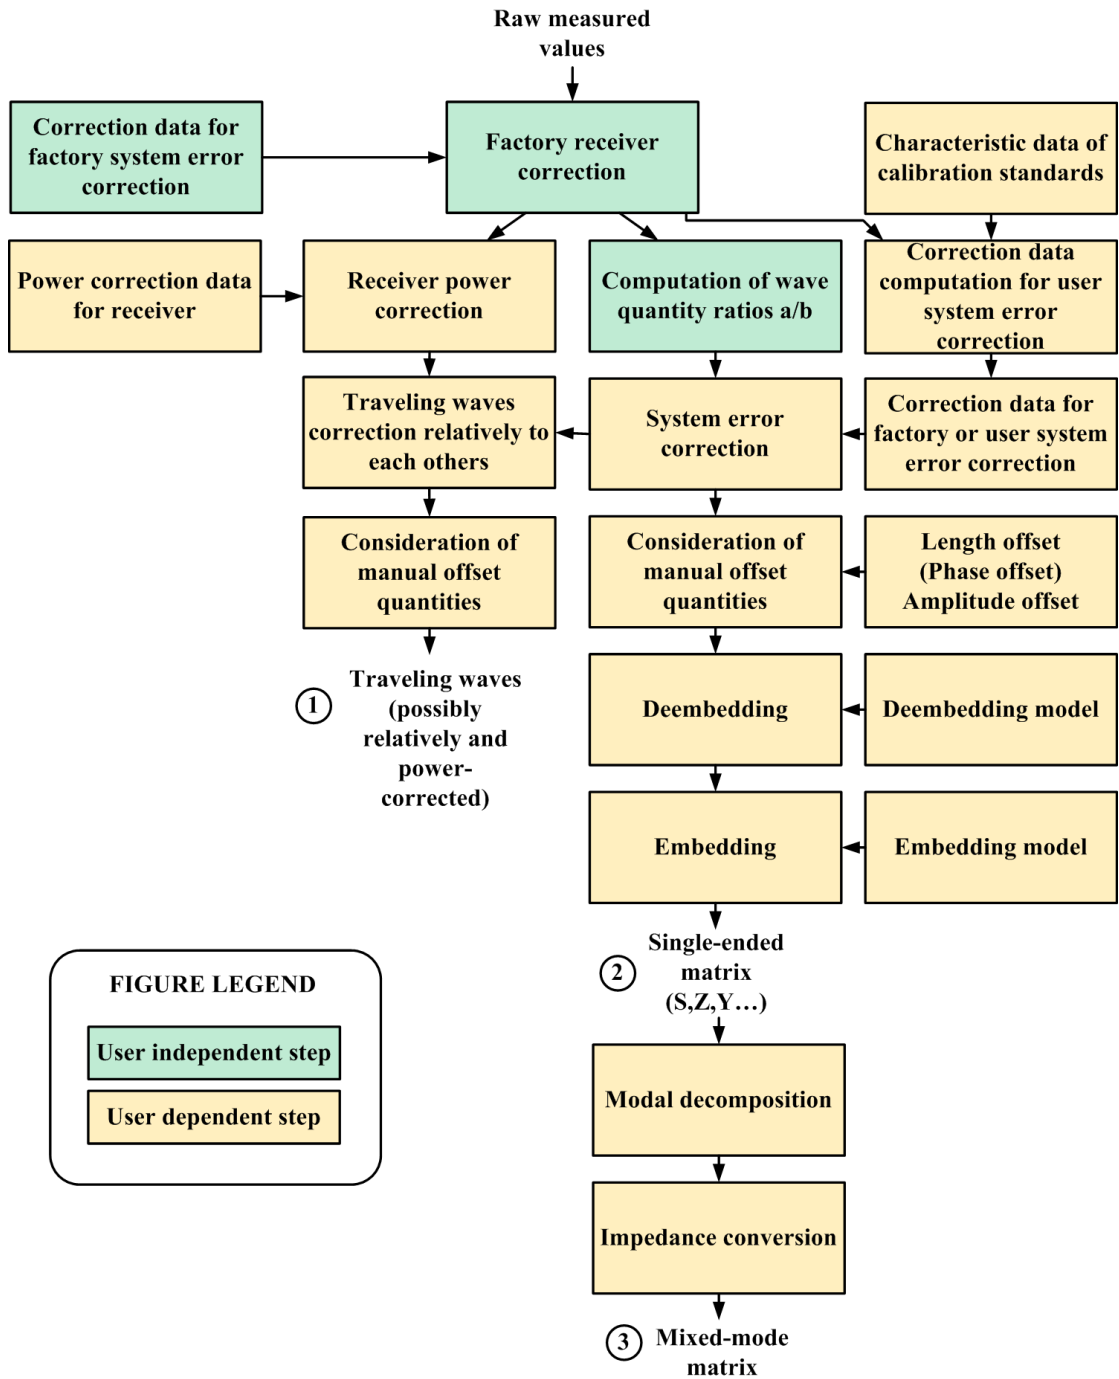 Raw measured
values
Correction data for
factory system error
correction
Factory receiver
correction
Characteristic data of
calibration standards
Power correction data
for receiver
Receiver power
correction
Computation of wave
quantity ratios a/b
Correction data
computation for user
system error
correction
Traveling waves
correction relatively to
each others
System error
correction
Correction data for
factory or user system
error correction
Consideration of
manual offset
quantities
Consideration of
manual offset
quantities
Length offset
(Phase offset)
Amplitude offset
1
Traveling waves
(possibly
relatively and
power-
corrected)
Deembedding
Deembedding model
Embedding
Embedding model
2
Single-ended
matrix
(S,Z,Y…)
FIGURE LEGEND
User independent step
User dependent step
Modal decomposition
Impedance conversion
3
Mixed-mode
matrix